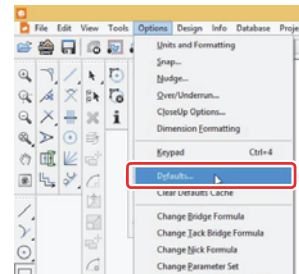 File Edit View Tools Options Design Info Database Proje
Units and Formatting
Snap...
Nudge...
Over/Underrun...
CloseUp Options...
Dimension Formatting
Keypad Ctrl+4
Defaults...
Clear Defaults Cache
Change Bridge Formula
Change Tack Bridge Formula
Change Nick Formula
Change Parameter Set